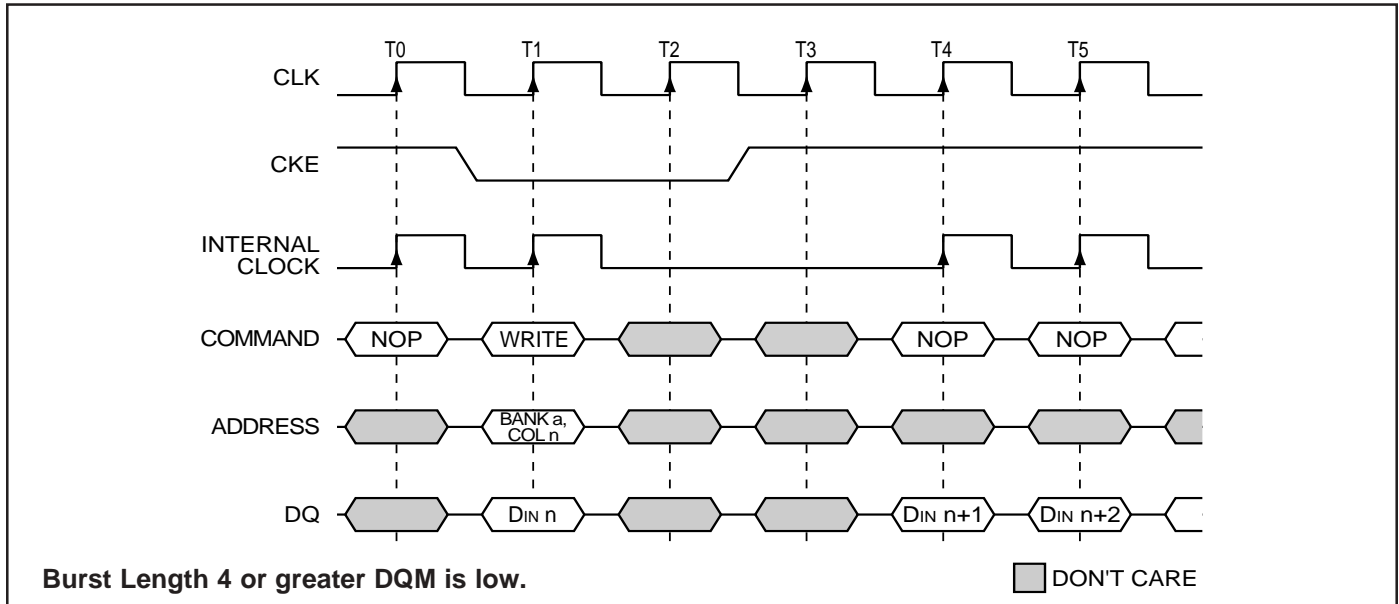 T0 T1 T2 T3 T4 T5
CLK
CKE
INTERNAL
CLOCK
COMMAND NOP WRITE NOP NOP
ADDRESS BANK a,
COL n
DQ DIN n DIN n+1 DIN n+2
Burst Length 4 or greater DQM is low. DON'T CARE